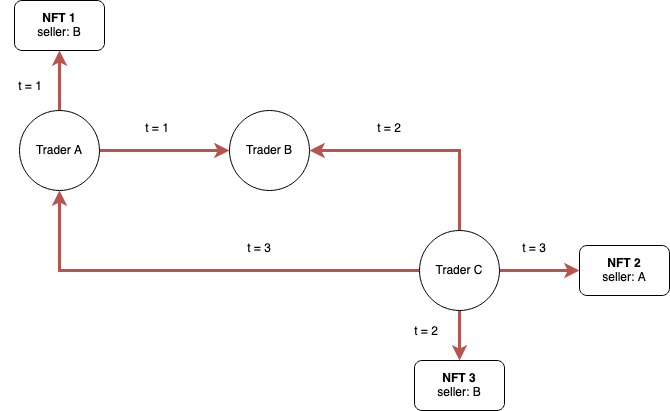 NFT 1
seller: B
t = 1
t = 1
t = 2
Trader A
Trader B
t = 3
t = 3
Trader C
NFT 2
seller: A
t = 2
NFT 3
seller: B